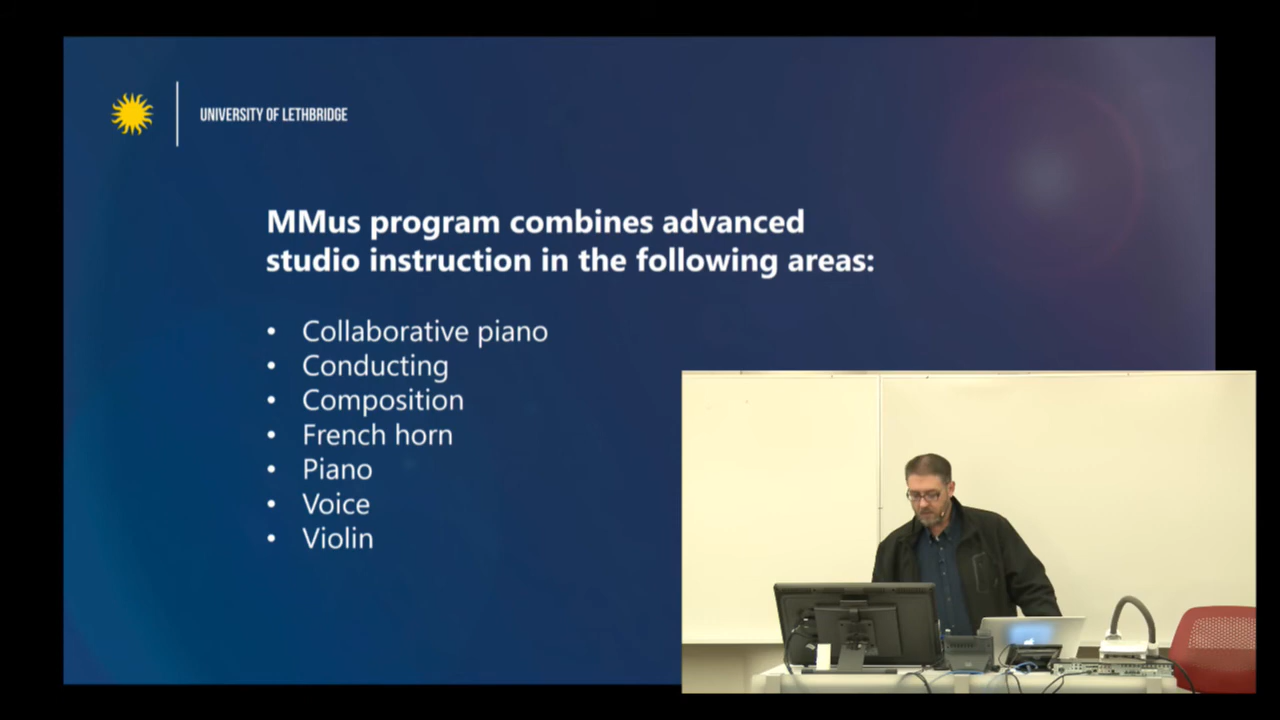 UNIVERSITY OF LETHBRIDGE
MMus program combines advanced
studio instruction in the following areas:
• Collaborative piano
• Conducting
• Composition
• French horn
• Piano
• Voice
• Violin